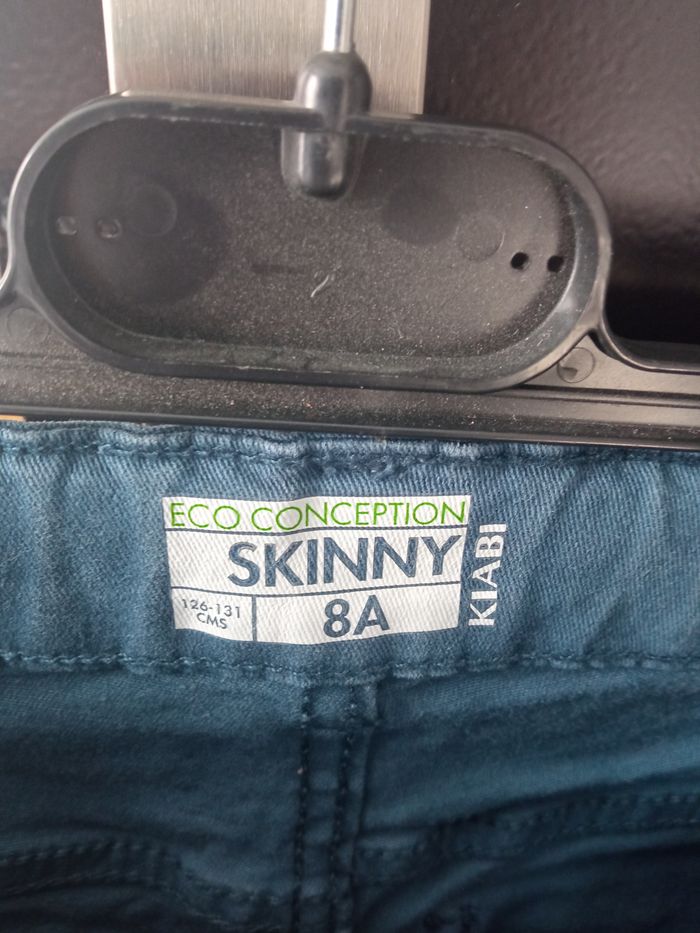 ECO CONCEPTION
SKINNY
126-131
CMS
8A
KIABI